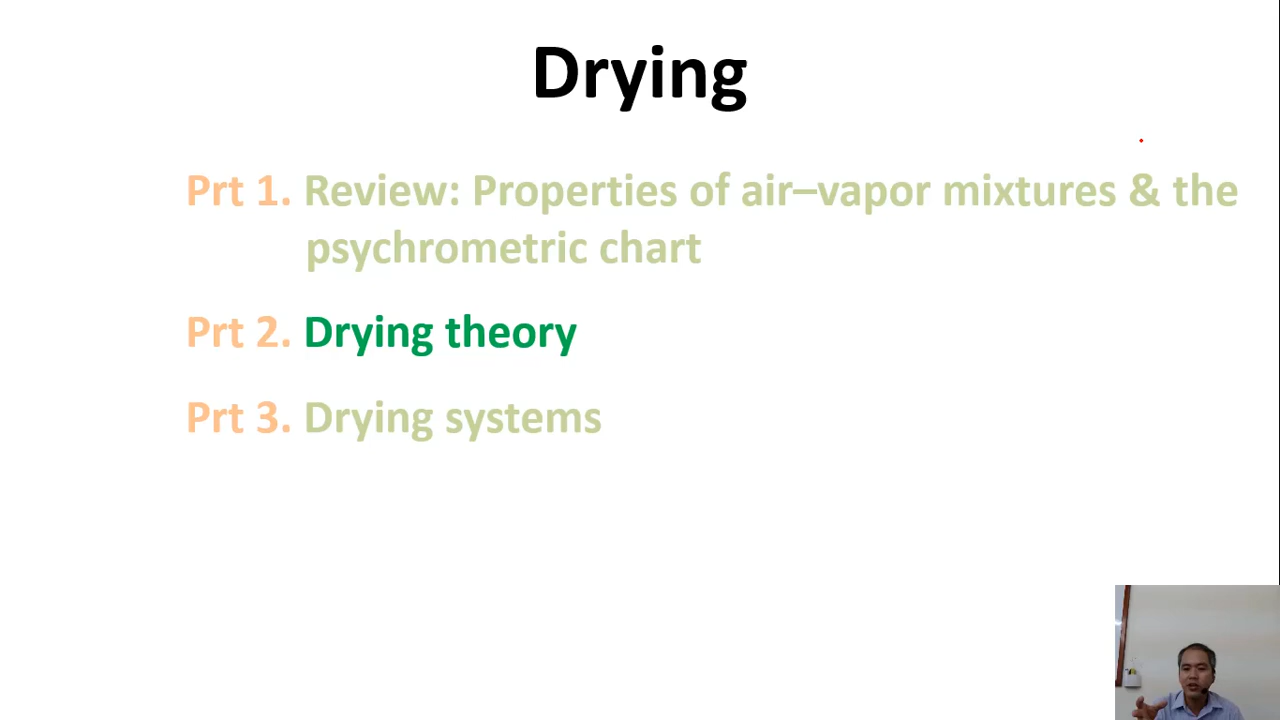 Drying
Prt 1. Review: Properties of air–vapor mixtures & the
psychrometric chart
Prt 2. Drying theory
Prt 3. Drying systems